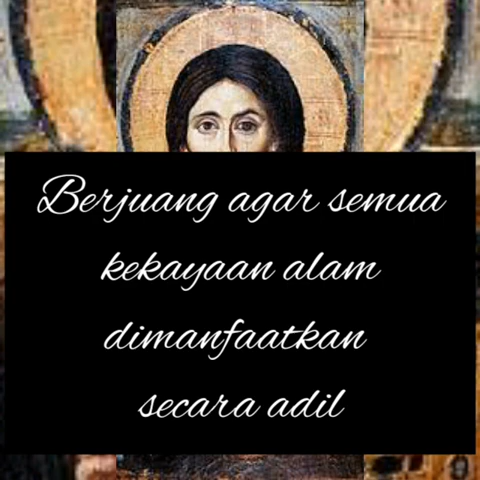 Berjuang agar semua
kekayaan alam
dimanfaatkan
secara adil